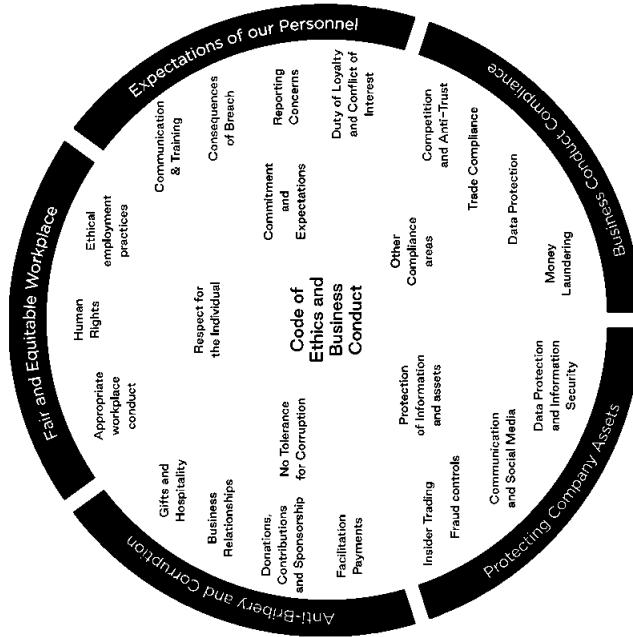 Fair and Equitable Workplace
Expectations of our Personnel
Business Conduct Compliance
Protecting Company Assets
Anti-Bribery and Corruption
Code of
Ethics and
Business
Conduct
Respect for
the Individual
Appropriate
workplace
conduct
Human
Rights
Ethical
employment
practices
Commitment
and
Expectations
Communication
& Training
Consequences
of Breach
Reporting
Concerns
Duty of Loyalty
and Conflict of
Interest
Other
Compliance
areas
Competition
and Anti-Trust
Trade Compliance
Data Protection
Money
Laundering
Protection
of Information
and assets
Data Protection
and Information
Security
Communication
and Social Media
Fraud controls
Insider Trading
No Tolerance
for Corruption
Gifts and
Hospitality
Business
Relationships
Donations,
Contributions
and Sponsorship
Facilitation
Payments